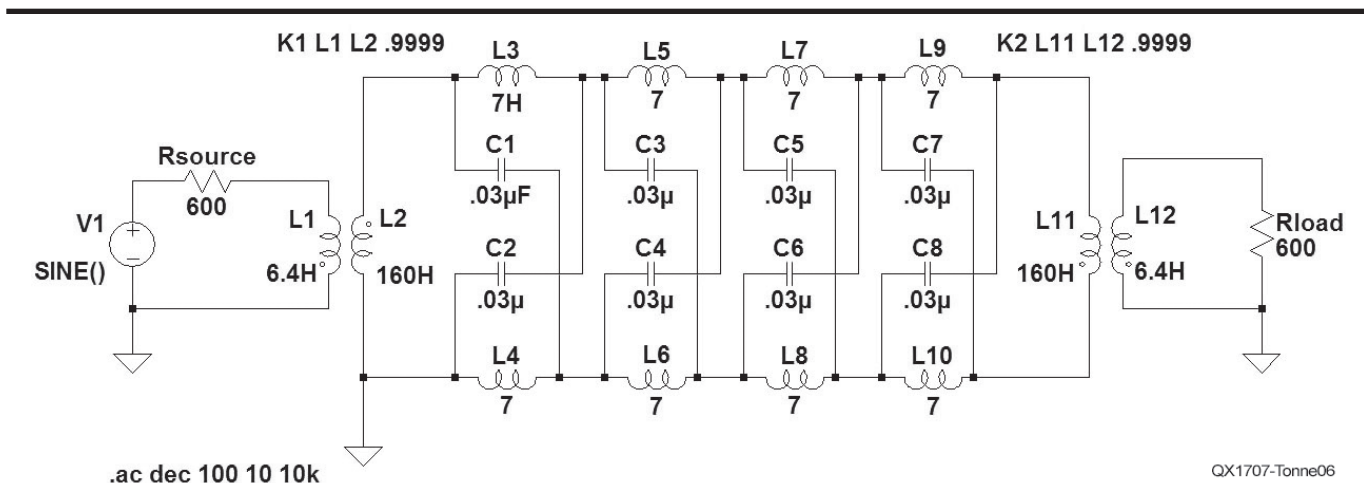 K1 L1 L2 .9999
L3
L5
L7
L9
K2 L11 L12 .9999
7H
7
7
7
C1
C3
C5
C7
Rsource
.03µF
.03µ
.03µ
.03µ
600
V1
L1
L2
L11
L12
Rload
600
SINE()
6.4H
160H
C2
C4
C6
C8
160H
6.4H
.03µ
.03µ
.03µ
.03µ
L4
L6
L8
L10
7
7
7
7
.ac dec 100 10 10k
QX1707-Tonne06